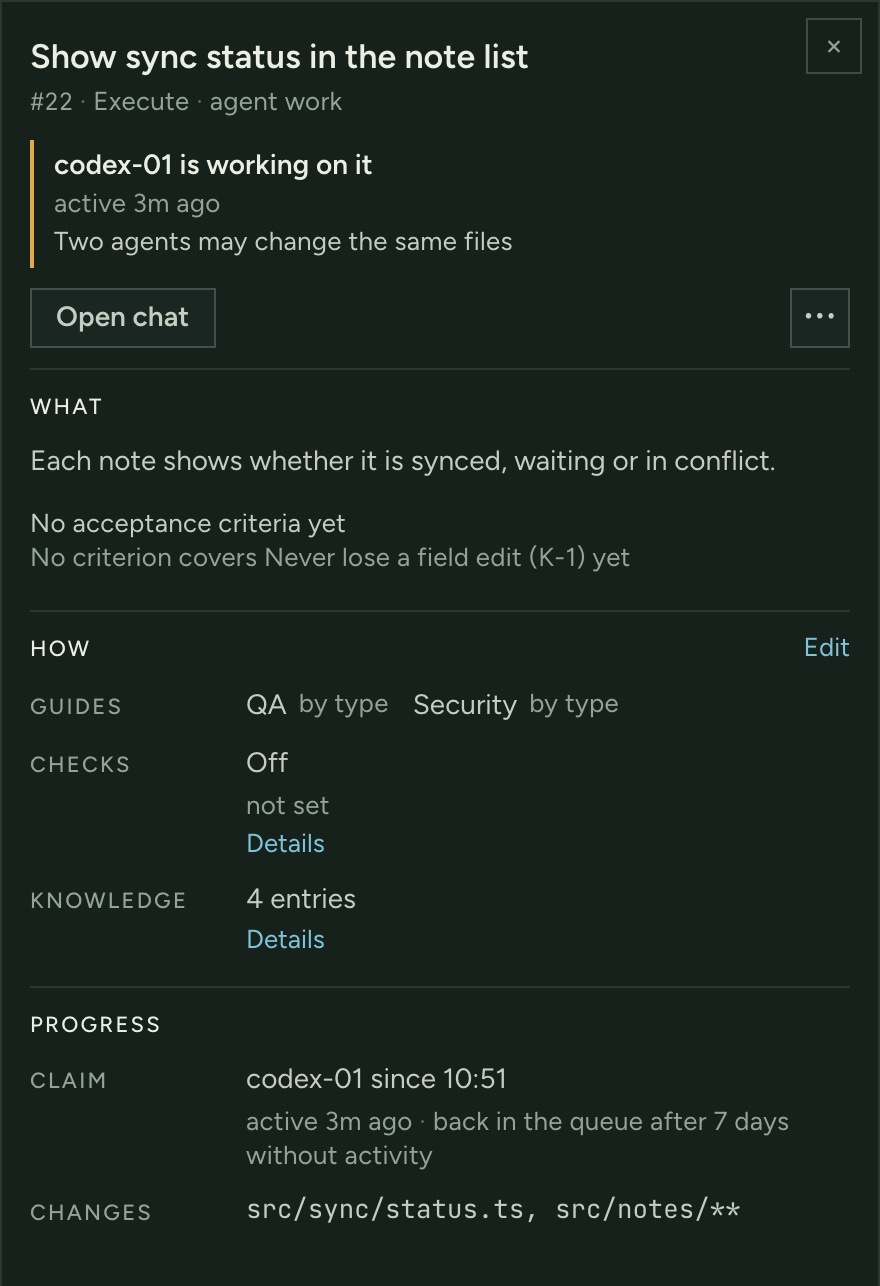 Show sync status in the note list
×
#22 · Execute · agent work
codex-01 is working on it
active 3m ago
Two agents may change the same files
Open chat
•••
WHAT
Each note shows whether it is synced, waiting or in conflict.
No acceptance criteria yet
No criterion covers Never lose a field edit (K-1) yet
HOW Edit
GUIDES QA by type Security by type
CHECKS Off
not set
Details
KNOWLEDGE 4 entries
Details
PROGRESS
CLAIM codex-01 since 10:51
active 3m ago · back in the queue after 7 days
without activity
CHANGES src/sync/status.ts, src/notes/**